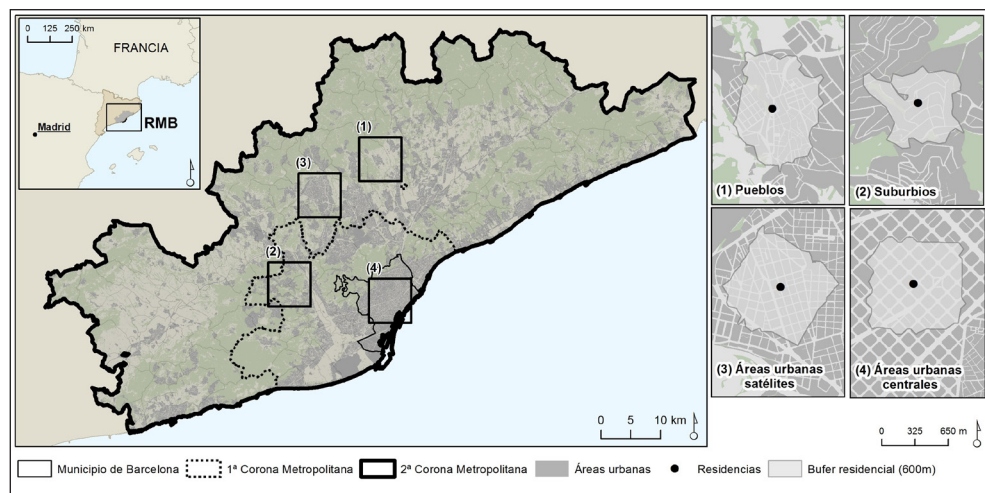 0 125 250 km
FRANCIA
Madrid
RMB
(1)
(3)
(2)
(4)
0 5 10 km
(1) Pueblos
(2) Suburbios
(3) Áreas urbanas
satélites
(4) Áreas urbanas
centrales
0 325 650 m
Municipio de Barcelona
1ª Corona Metropolitana
2ª Corona Metropolitana
Áreas urbanas
Residencias
Bufer residencial (600m)